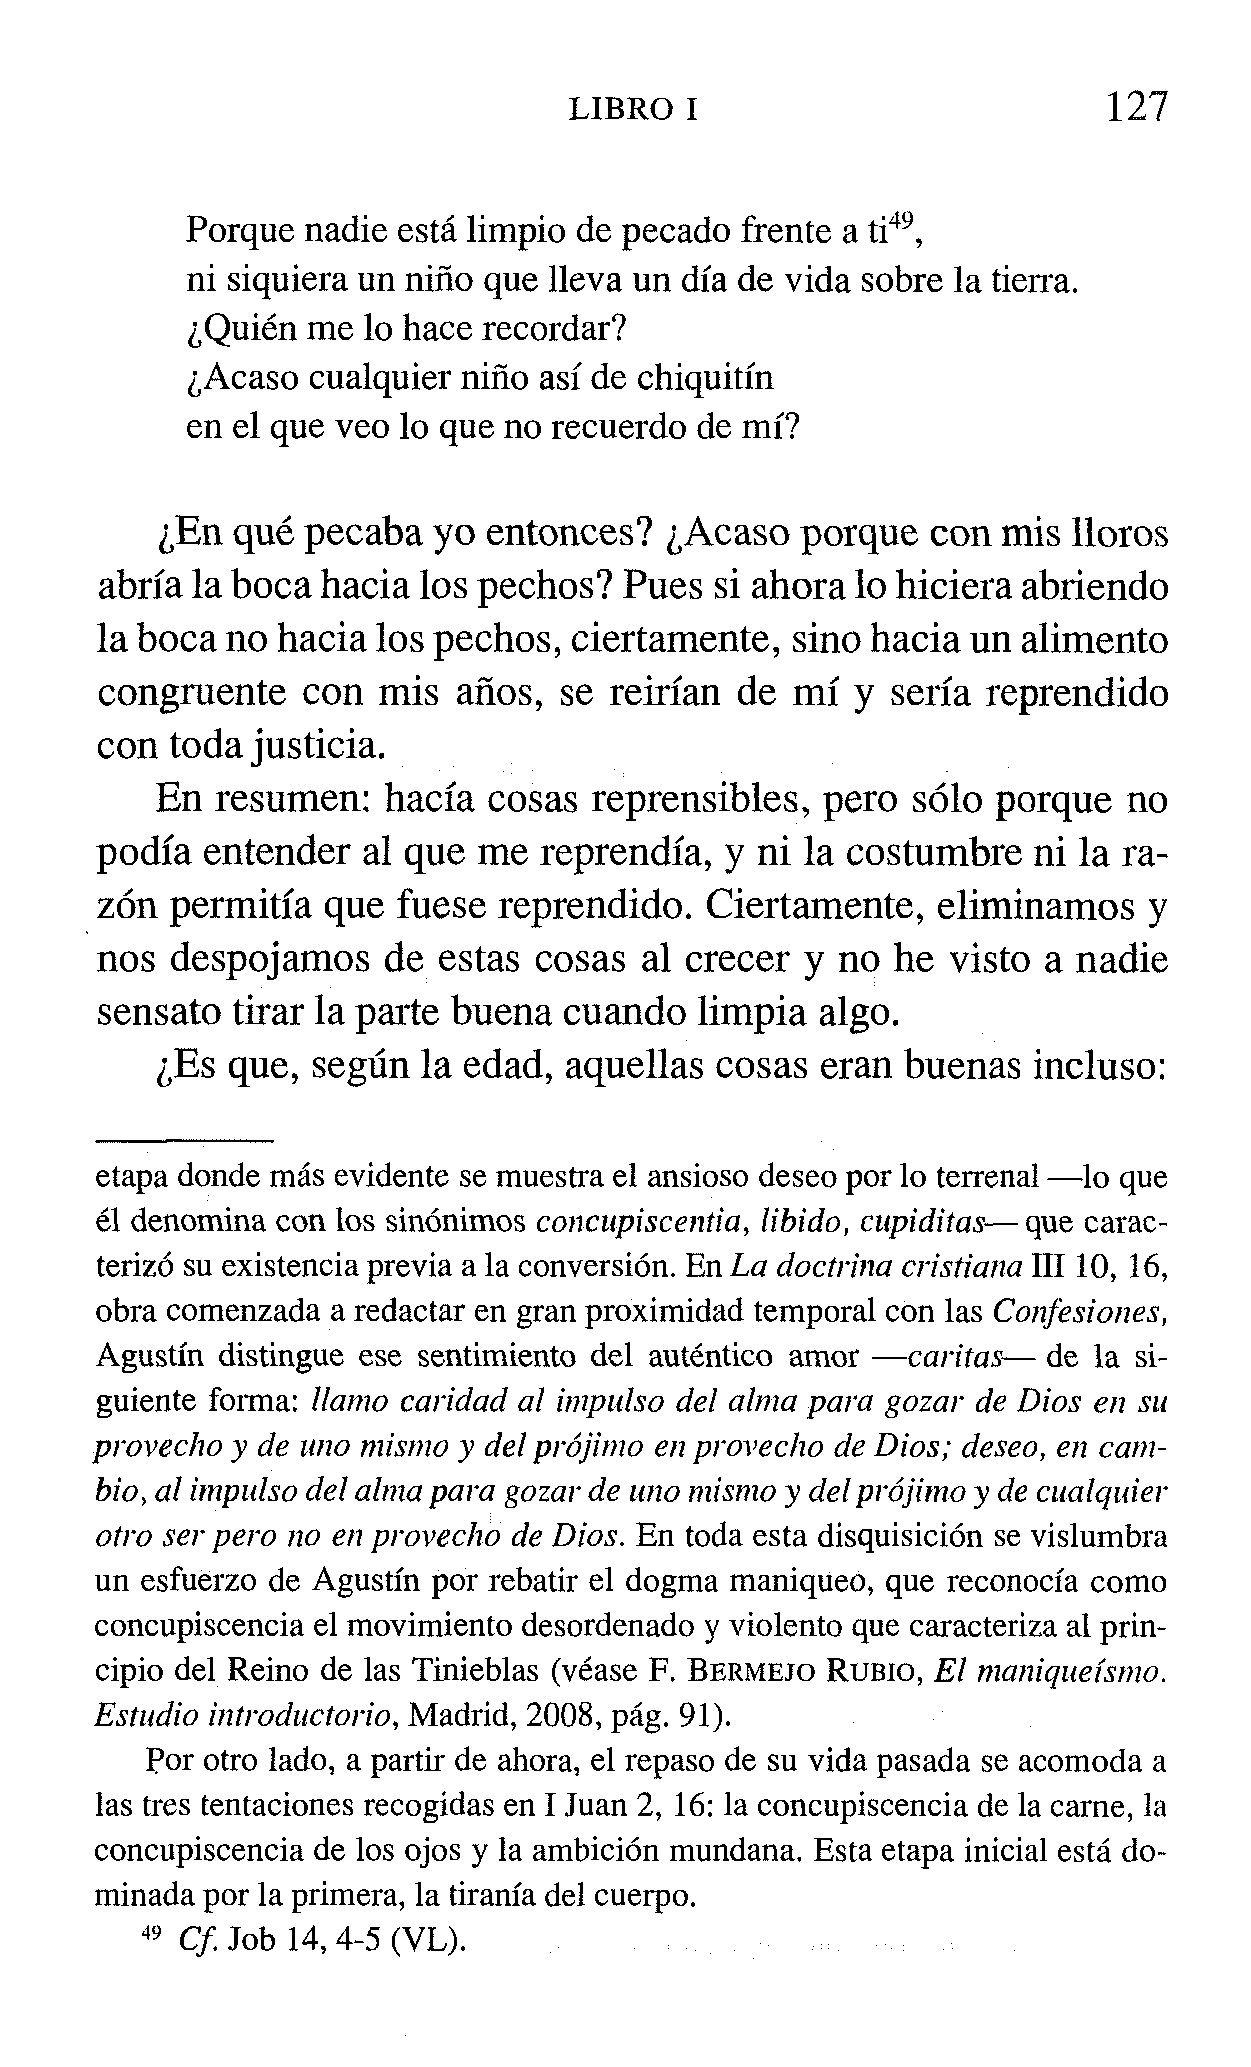 LIBRO I 127
Porque nadie está limpio de pecado frente a ti⁴⁹,
ni siquiera un niño que lleva un día de vida sobre la tierra.
¿Quién me lo hace recordar?
¿Acaso cualquier niño así de chiquitín
en el que veo lo que no recuerdo de mí?
¿En qué pecaba yo entonces? ¿Acaso porque con mis lloros
abría la boca hacia los pechos? Pues si ahora lo hiciera abriendo
la boca no hacia los pechos, ciertamente, sino hacia un alimento
congruente con mis años, se reirían de mí y sería reprendido
con toda justicia.
En resumen: hacía cosas reprensibles, pero sólo porque no
podía entender al que me reprendía, y ni la costumbre ni la ra-
zón permitía que fuese reprendido. Ciertamente, eliminamos y
nos despojamos de estas cosas al crecer y no he visto a nadie
sensato tirar la parte buena cuando limpia algo.
¿Es que, según la edad, aquellas cosas eran buenas incluso:
etapa donde más evidente se muestra el ansioso deseo por lo terrenal —lo que
él denomina con los sinónimos concupiscentia, libido, cupiditas— que carac-
terizó su existencia previa a la conversión. En La doctrina cristiana III 10, 16,
obra comenzada a redactar en gran proximidad temporal con las Confesiones,
Agustín distingue ese sentimiento del auténtico amor —caritas— de la si-
guiente forma: llamo caridad al impulso del alma para gozar de Dios en su
provecho y de uno mismo y del prójimo en provecho de Dios; deseo, en cam-
bio, al impulso del alma para gozar de uno mismo y del prójimo y de cualquier
otro ser pero no en provecho de Dios. En toda esta disquisición se vislumbra
un esfuerzo de Agustín por rebatir el dogma maniqueo, que reconocía como
concupiscencia el movimiento desordenado y violento que caracteriza al prin-
cipio del Reino de las Tinieblas (véase F. BERMEJO RUBIO, El maniqueísmo.
Estudio introductorio, Madrid, 2008, pág. 91).
Por otro lado, a partir de ahora, el repaso de su vida pasada se acomoda a
las tres tentaciones recogidas en I Juan 2, 16: la concupiscencia de la carne, la
concupiscencia de los ojos y la ambición mundana. Esta etapa inicial está do-
minada por la primera, la tiranía del cuerpo.
⁴⁹ Cf. Job 14, 4-5 (VL).